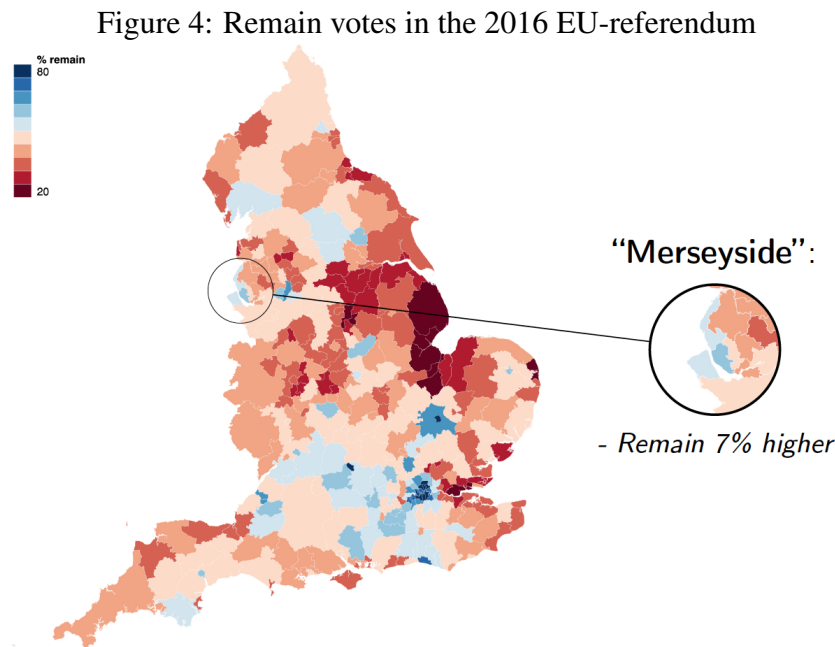 Figure 4: Remain votes in the 2016 EU-referendum
% remain
80
20
“Merseyside”:
- Remain 7% higher